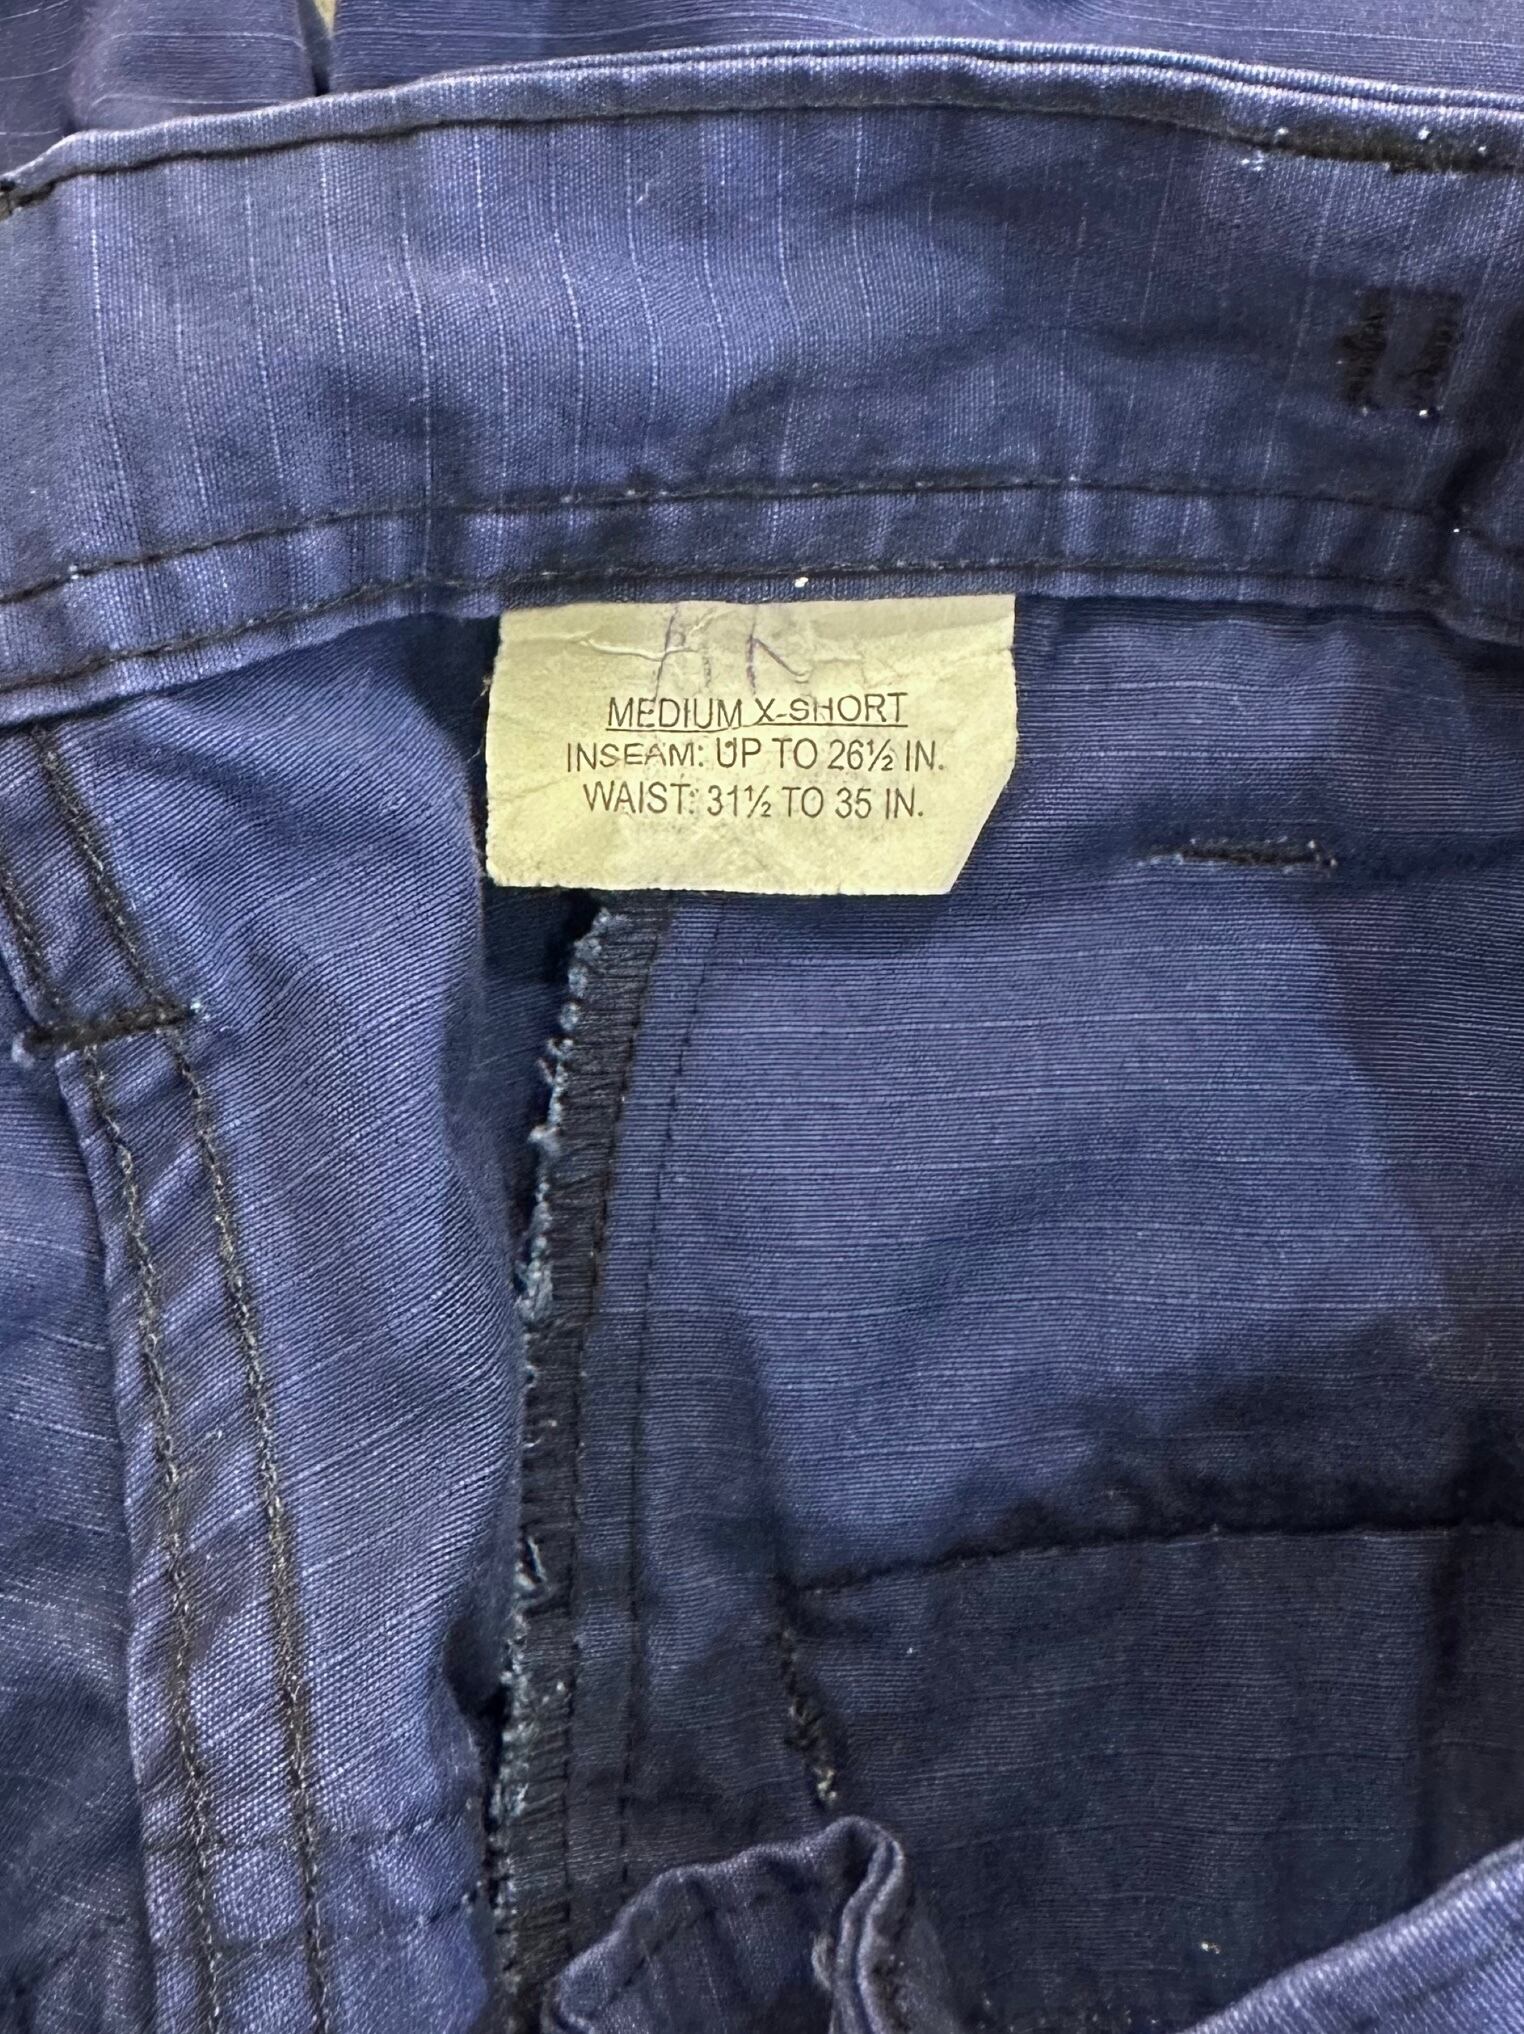 MEDIUM X-SHORT
INSEAM: UP TO 26½ IN.
WAIST: 31½ TO 35 IN.